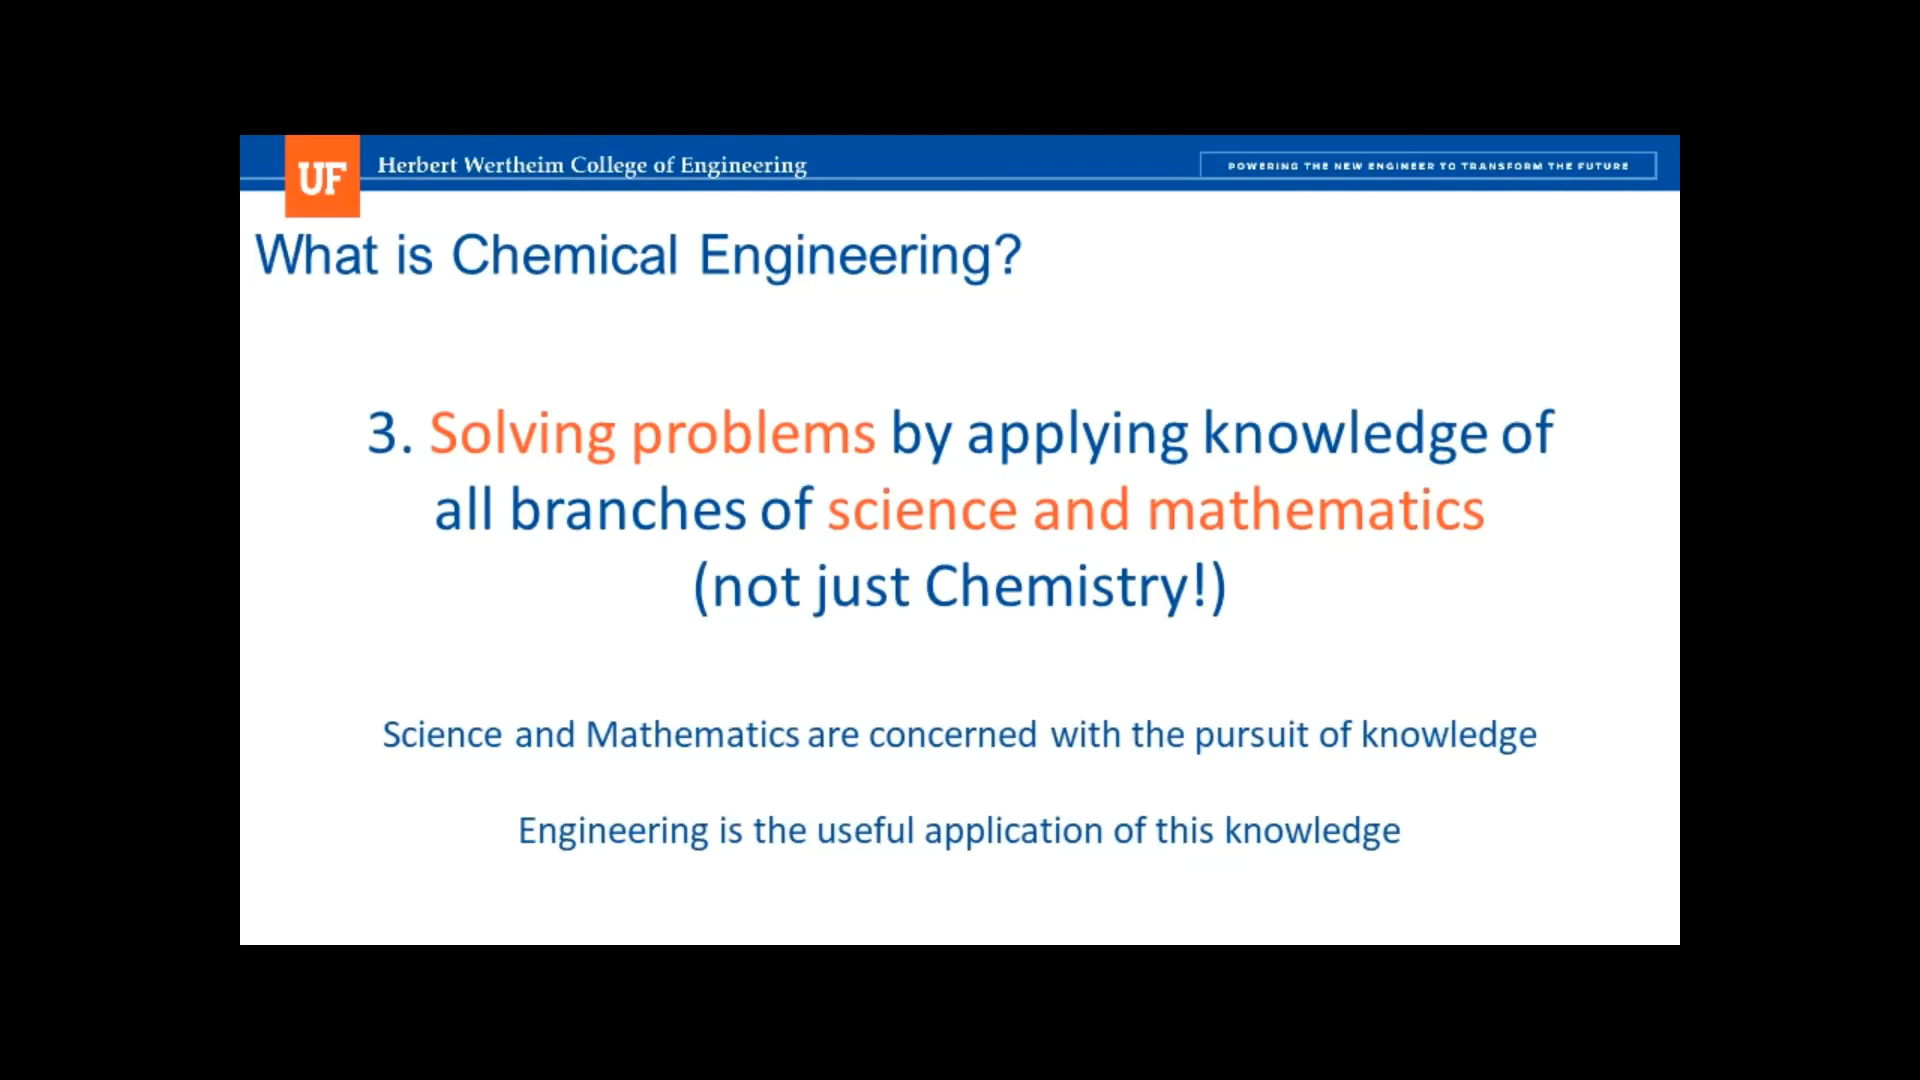 UF
Herbert Wertheim College of Engineering
POWERING THE NEW ENGINEER TO TRANSFORM THE FUTURE
What is Chemical Engineering?
3. Solving problems by applying knowledge of
all branches of science and mathematics
(not just Chemistry!)
Science and Mathematics are concerned with the pursuit of knowledge
Engineering is the useful application of this knowledge